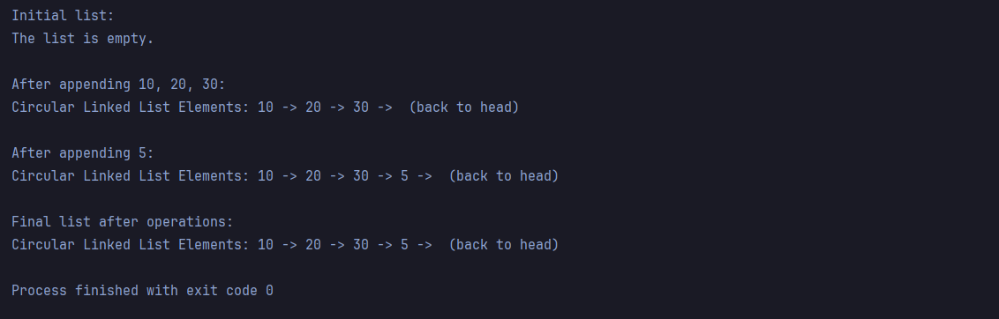 Initial list:
The list is empty.
After appending 10, 20, 30:
Circular Linked List Elements: 10 -> 20 -> 30 ->  (back to head)
After appending 5:
Circular Linked List Elements: 10 -> 20 -> 30 -> 5 ->  (back to head)
Final list after operations:
Circular Linked List Elements: 10 -> 20 -> 30 -> 5 ->  (back to head)
Process finished with exit code 0